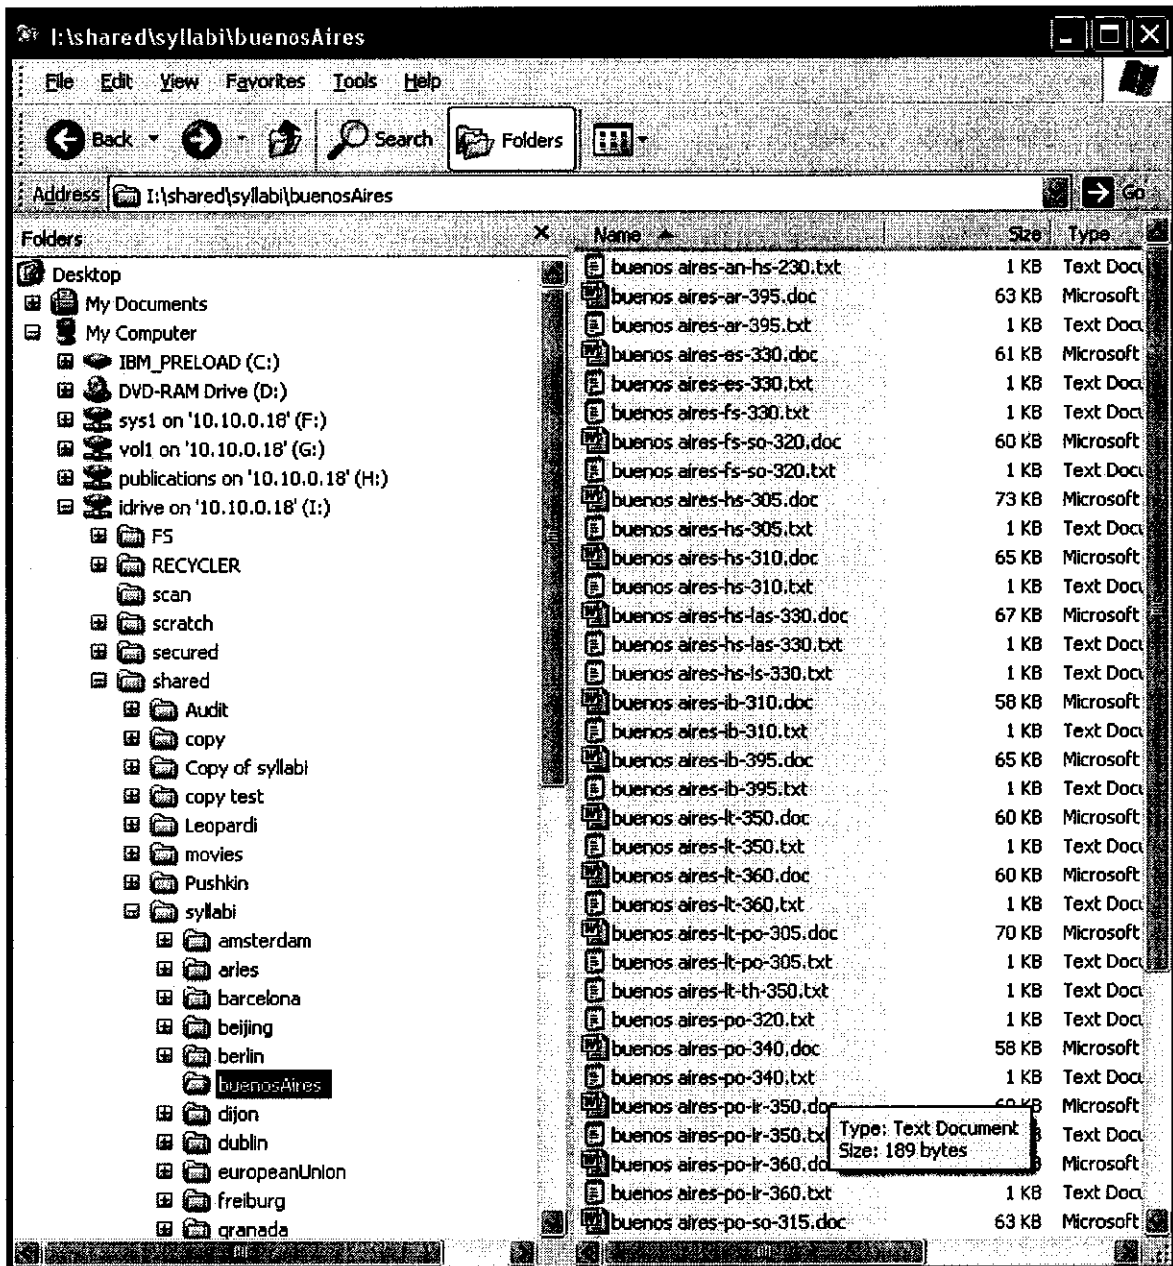 I:\shared\syllabi\buenosAires
File Edit View Favorites Tools Help
Back Search Folders
Address I:\shared\syllabi\buenosAires Go
Folders
Desktop
My Documents
My Computer
IBM_PRELOAD (C:)
DVD-RAM Drive (D:)
sys1 on '10.10.0.18' (F:)
vol1 on '10.10.0.18' (G:)
publications on '10.10.0.18' (H:)
idrive on '10.10.0.18' (I:)
FS
RECYCLER
scan
scratch
secured
shared
Audit
copy
Copy of syllabi
copy test
Leopardi
movies
Pushkin
syllabi
amsterdam
arles
barcelona
beijing
berlin
buenosAires
dijon
dublin
europeanUnion
freiburg
granada
Name Size Type
buenos aires-an-hs-230.txt 1 KB Text Docu
buenos aires-ar-395.doc 63 KB Microsoft
buenos aires-ar-395.txt 1 KB Text Docu
buenos aires-es-330.doc 61 KB Microsoft
buenos aires-es-330.txt 1 KB Text Docu
buenos aires-fs-330.txt 1 KB Text Docu
buenos aires-fs-so-320.doc 60 KB Microsoft
buenos aires-fs-so-320.txt 1 KB Text Docu
buenos aires-hs-305.doc 73 KB Microsoft
buenos aires-hs-305.txt 1 KB Text Docu
buenos aires-hs-310.doc 65 KB Microsoft
buenos aires-hs-310.txt 1 KB Text Docu
buenos aires-hs-las-330.doc 67 KB Microsoft
buenos aires-hs-las-330.txt 1 KB Text Docu
buenos aires-hs-ls-330.txt 1 KB Text Docu
buenos aires-ib-310.doc 58 KB Microsoft
buenos aires-ib-310.txt 1 KB Text Docu
buenos aires-ib-395.doc 65 KB Microsoft
buenos aires-ib-395.txt 1 KB Text Docu
buenos aires-lt-350.doc 60 KB Microsoft
buenos aires-lt-350.txt 1 KB Text Docu
buenos aires-lt-360.doc 60 KB Microsoft
buenos aires-lt-360.txt 1 KB Text Docu
buenos aires-lt-po-305.doc 70 KB Microsoft
buenos aires-lt-po-305.txt 1 KB Text Docu
buenos aires-lt-th-350.txt 1 KB Text Docu
buenos aires-po-320.txt 1 KB Text Docu
buenos aires-po-340.doc 58 KB Microsoft
buenos aires-po-340.txt 1 KB Text Docu
buenos aires-po-ir-350.doc KB Microsoft
buenos aires-po-ir-350.txt Text Docu
buenos aires-po-ir-360.do Microsoft
buenos aires-po-ir-360.txt 1 KB Text Docu
buenos aires-po-so-315.doc 63 KB Microsoft
Type: Text Document
Size: 189 bytes